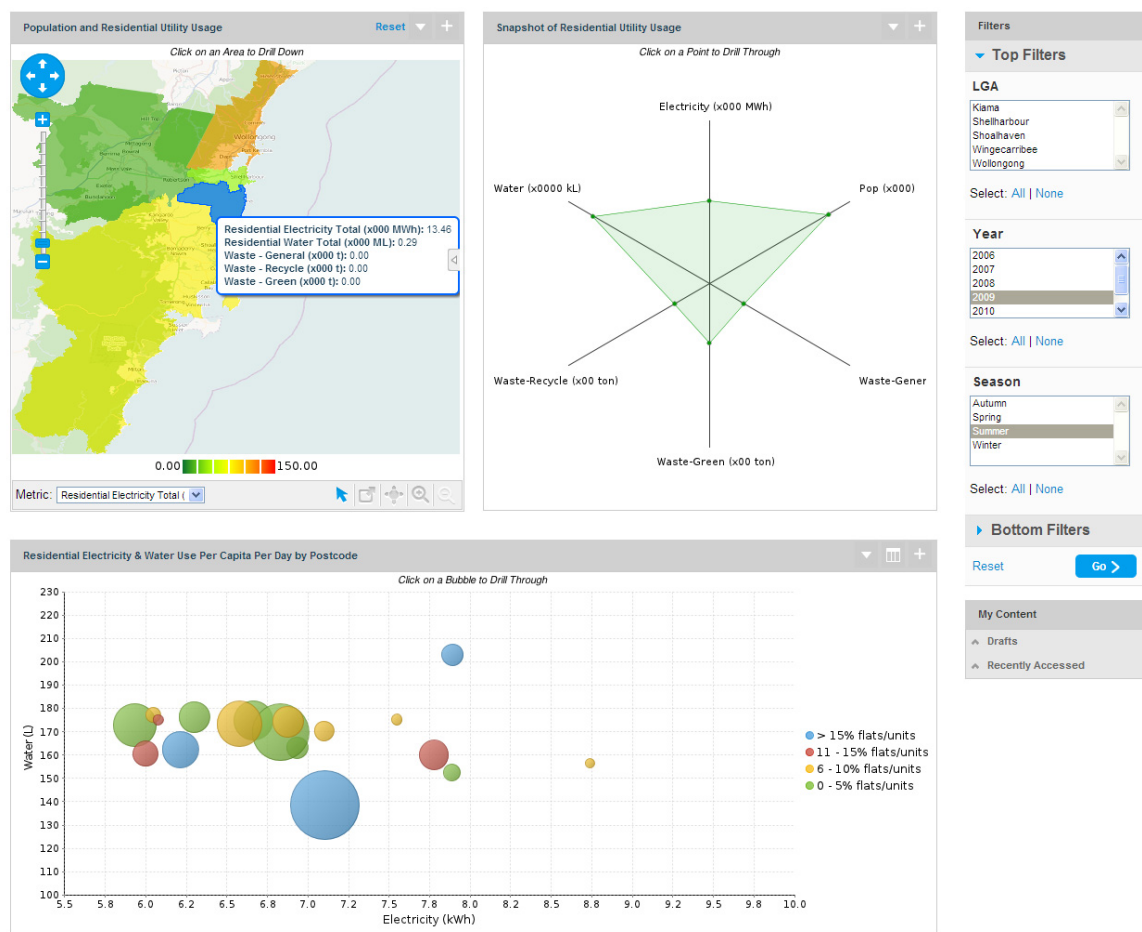 Population and Residential Utility Usage
Reset
Click on an Area to Drill Down
Wollongong
Residential Electricity Total (x000 MWh): 13.46
Residential Water Total (x000 ML): 0.29
Waste - General (x000 t): 0.00
Waste - Recycle (x000 t): 0.00
Waste - Green (x000 t): 0.00
0.00
150.00
Metric:
Residential Electricity Total (
Snapshot of Residential Utility Usage
Click on a Point to Drill Through
Electricity (x000 MWh)
Water (x0000 kL)
Pop (x000)
Waste-Recycle (x00 ton)
Waste-Gener
Waste-Green (x00 ton)
Filters
Top Filters
LGA
Kiama
Shellharbour
Shoalhaven
Wingecarribee
Wollongong
Select: All | None
Year
2006
2007
2008
2009
2010
Select: All | None
Season
Autumn
Spring
Summer
Winter
Select: All | None
Bottom Filters
Reset
Go
My Content
Drafts
Recently Accessed
Residential Electricity & Water Use Per Capita Per Day by Postcode
Click on a Bubble to Drill Through
230
220
210
200
190
180
170
160
150
140
130
120
110
100
Water (L)
5.5 5.8 6.0 6.2 6.5 6.8 7.0 7.2 7.5 7.8 8.0 8.2 8.5 8.8 9.0 9.2 9.5 9.8 10.0
Electricity (kWh)
> 15% flats/units
11 - 15% flats/units
6 - 10% flats/units
0 - 5% flats/units